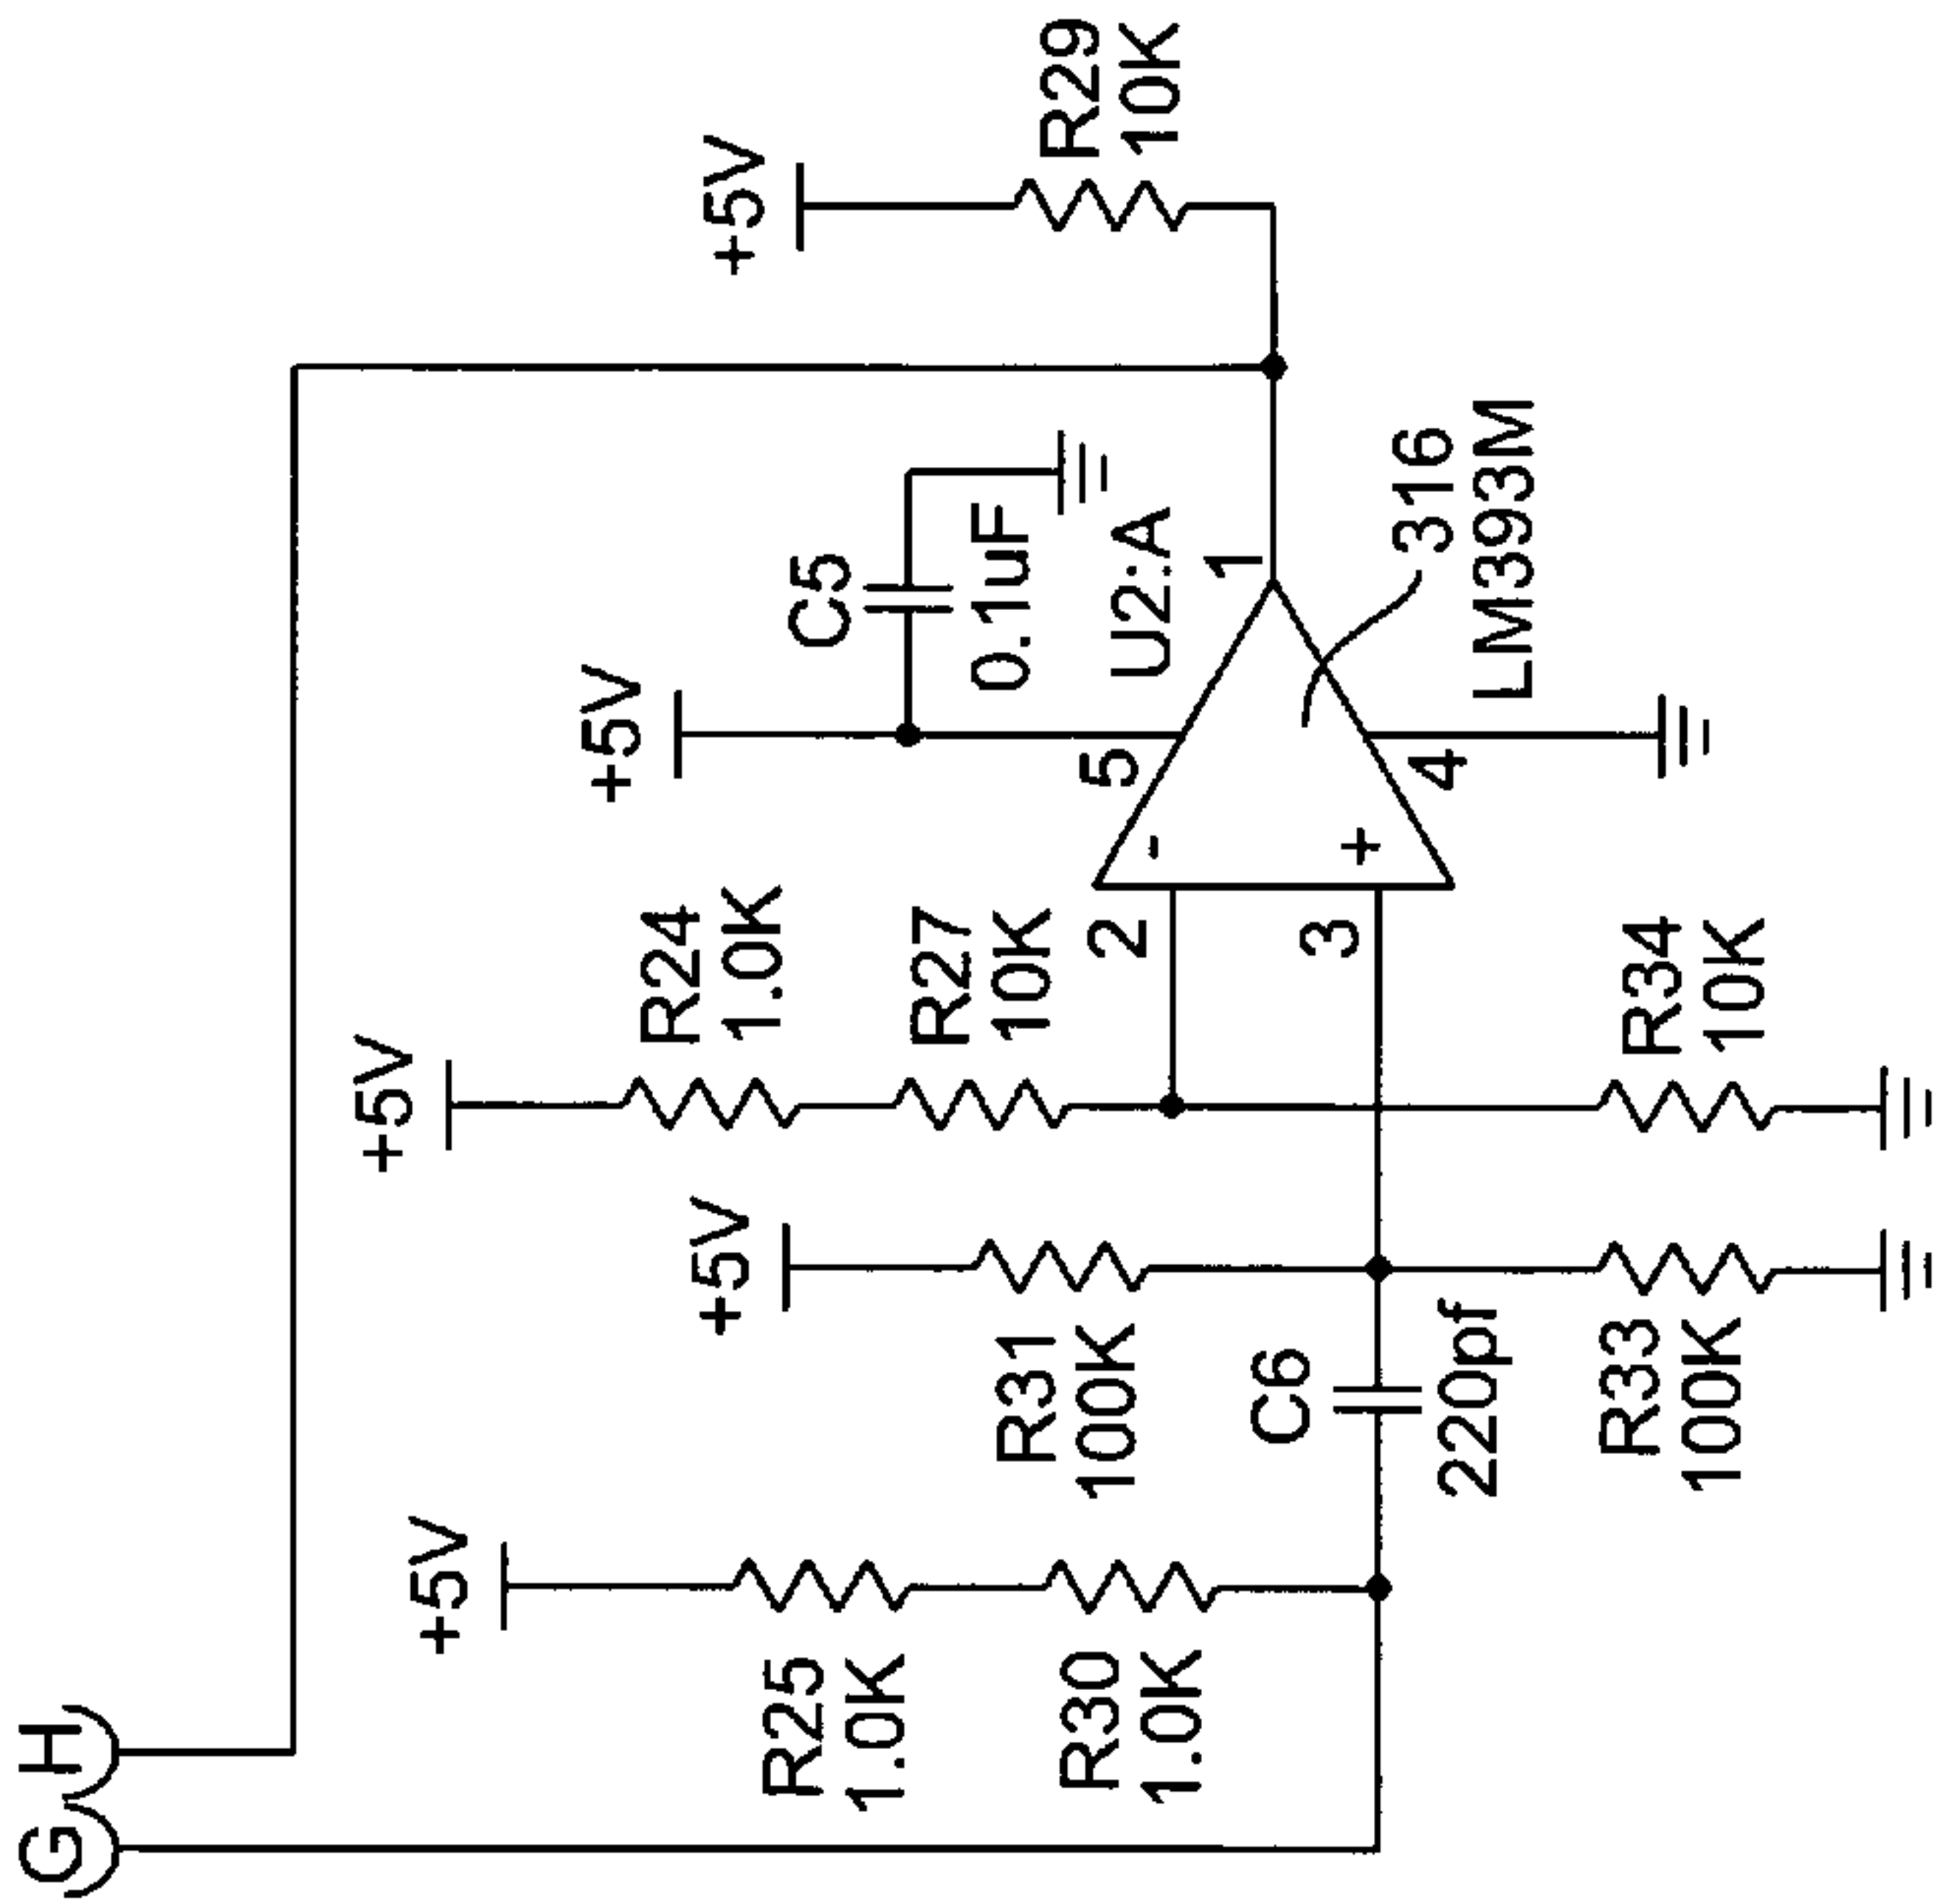 G
H
+5V
R25
1.0K
R30
1.0K
+5V
R31
100K
C6
220pf
R33
100K
+5V
R24
1.0K
R27
10K
2
3
R34
10K
+5V
C5
0.1uF
U2:A
5
-
+
4
1
316
LM393M
+5V
R29
10K